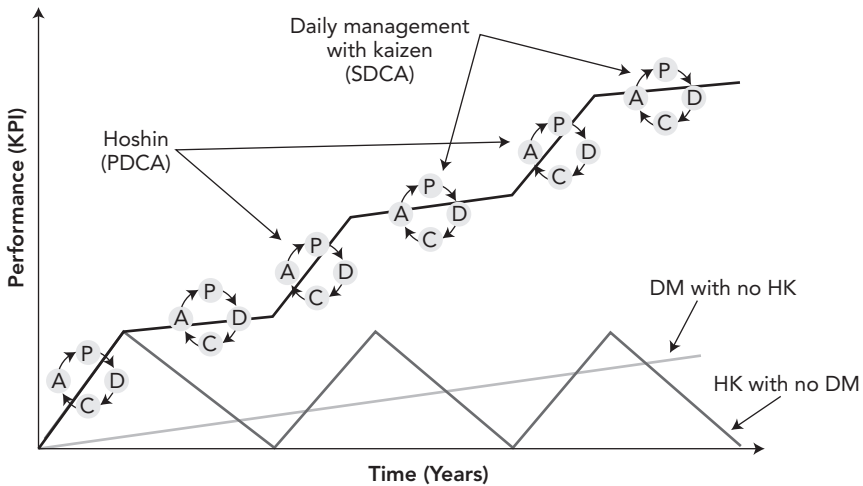 Daily management
with kaizen
(SDCA)
Hoshin
(PDCA)
P
A
D
C
P
A
D
C
P
A
D
C
P
A
D
C
P
A
D
C
P
A
D
C
DM with no HK
HK with no DM
Performance (KPI)
Time (Years)